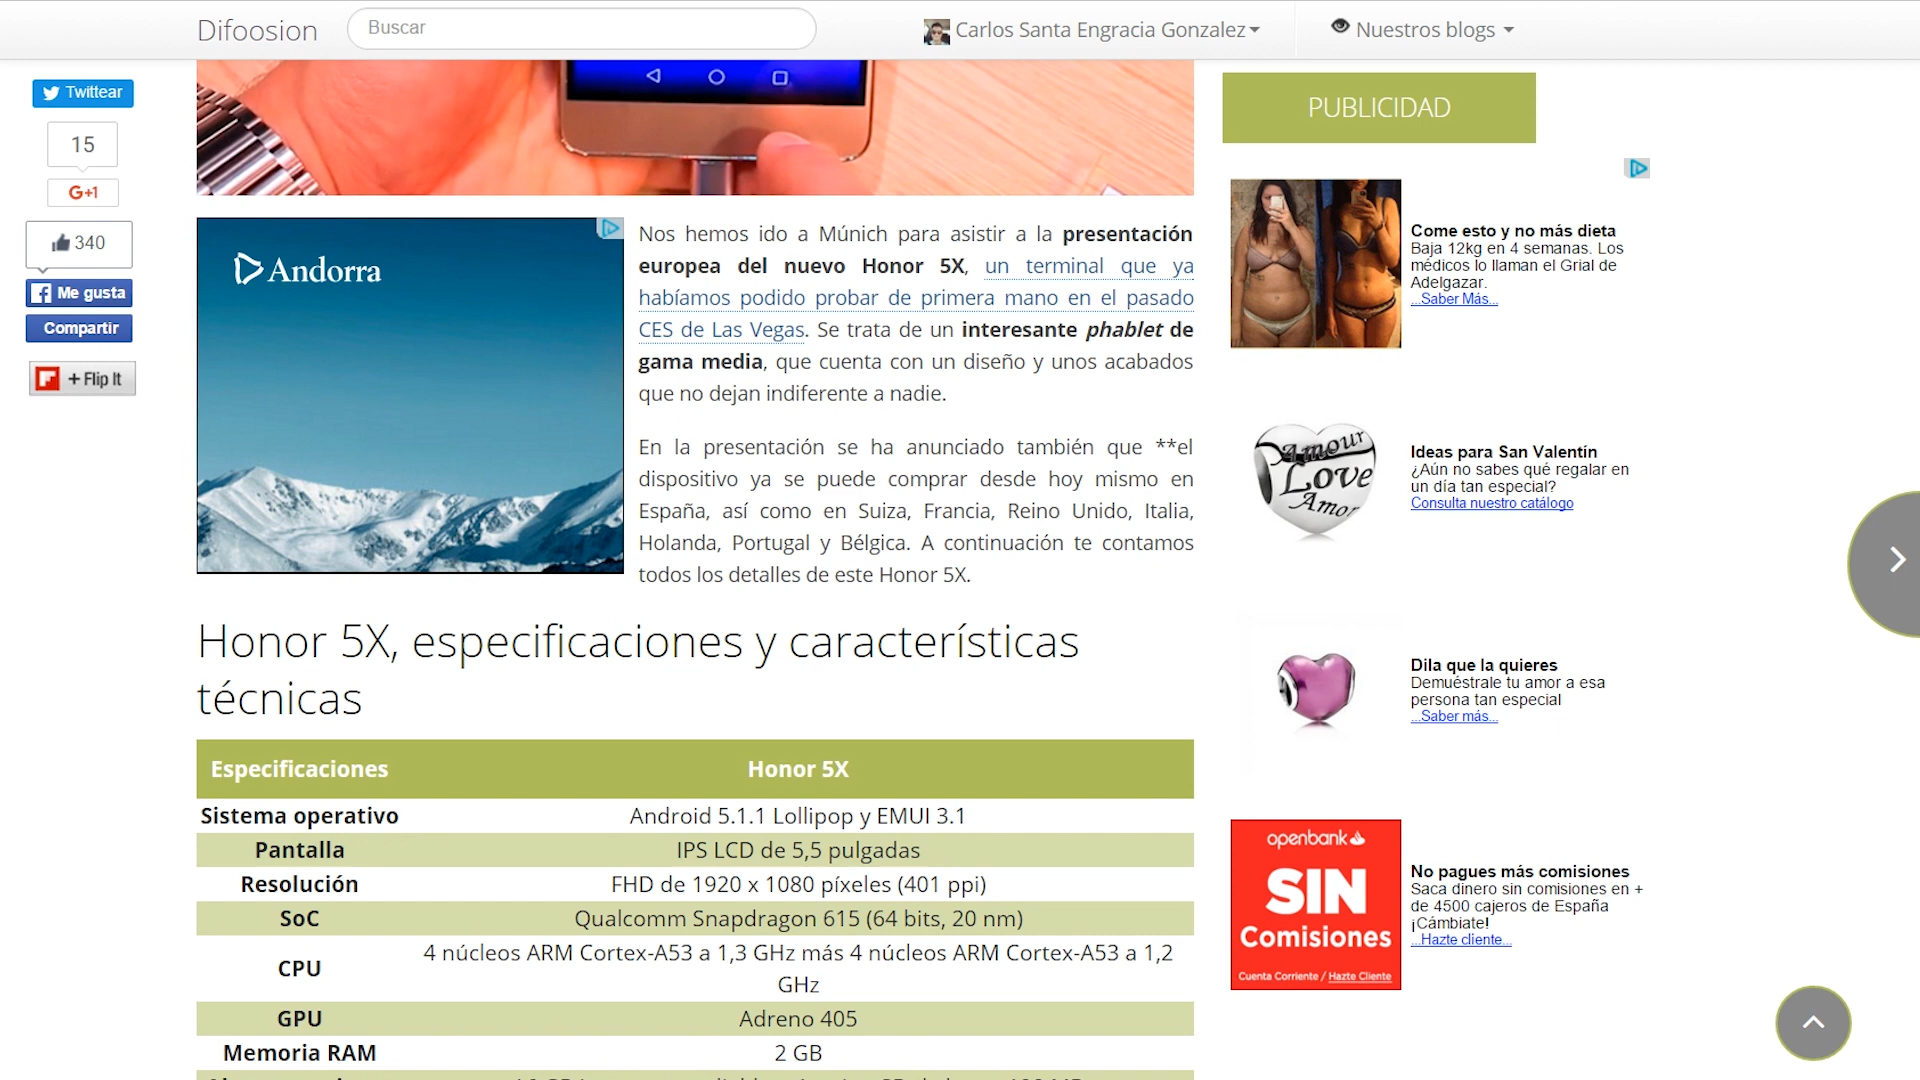 Difoosion
Buscar
Carlos Santa Engracia Gonzalez
Nuestros blogs
Twittear
15
G+1
340
Me gusta
Compartir
+ Flip It
Andorra
Nos hemos ido a Múnich para asistir a la presentación
europea del nuevo Honor 5X, un terminal que ya
habíamos podido probar de primera mano en el pasado
CES de Las Vegas. Se trata de un interesante phablet de
gama media, que cuenta con un diseño y unos acabados
que no dejan indiferente a nadie.
En la presentación se ha anunciado también que **el
dispositivo ya se puede comprar desde hoy mismo en
España, así como en Suiza, Francia, Reino Unido, Italia,
Holanda, Portugal y Bélgica. A continuación te contamos
todos los detalles de este Honor 5X.
Honor 5X, especificaciones y características
técnicas
Especificaciones Honor 5X
Sistema operativo Android 5.1.1 Lollipop y EMUI 3.1
Pantalla IPS LCD de 5,5 pulgadas
Resolución FHD de 1920 x 1080 píxeles (401 ppi)
SoC Qualcomm Snapdragon 615 (64 bits, 20 nm)
CPU 4 núcleos ARM Cortex-A53 a 1,3 GHz más 4 núcleos ARM Cortex-A53 a 1,2
GHz
GPU Adreno 405
Memoria RAM 2 GB
PUBLICIDAD
Come esto y no más dieta
Baja 12kg en 4 semanas. Los
médicos lo llaman el Grial de
Adelgazar.
...Saber Más...
Amour
Love
Amor
Ideas para San Valentín
¿Aún no sabes qué regalar en
un día tan especial?
Consulta nuestro catálogo
Dila que la quieres
Demuéstrale tu amor a esa
persona tan especial
...Saber más...
openbank
SIN
Comisiones
Cuenta Corriente / Hazte Cliente
No pagues más comisiones
Saca dinero sin comisiones en +
de 4500 cajeros de España
¡Cámbiate!
...Hazte cliente...